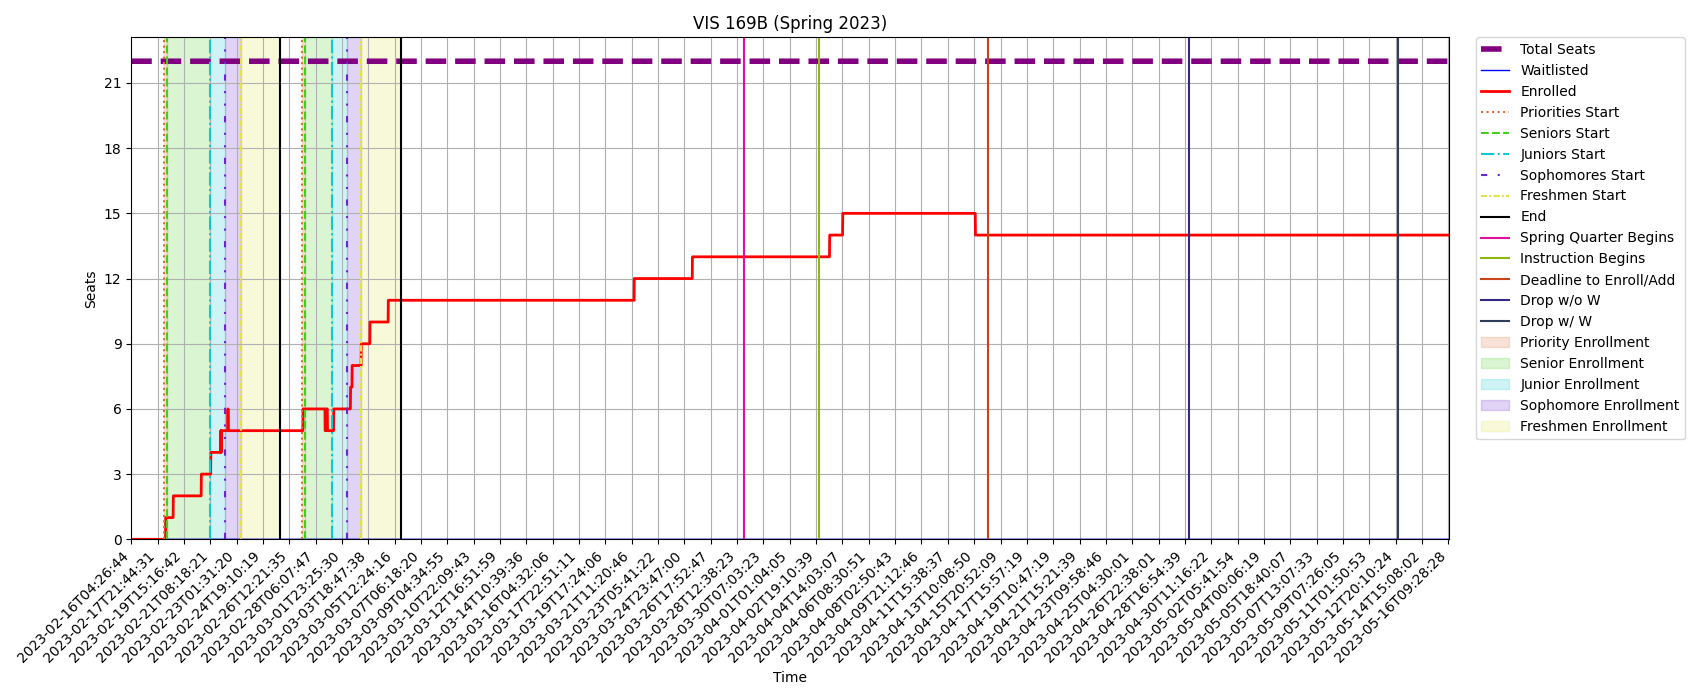 VIS 169B (Spring 2023)
Seats
21
18
15
12
9
6
3
0
2023-02-16T04:26:44
2023-02-17T21:44:31
2023-02-19T15:16:42
2023-02-21T08:18:21
2023-02-23T01:31:20
2023-02-24T19:10:19
2023-02-26T12:21:35
2023-02-28T06:07:47
2023-03-01T23:25:30
2023-03-03T18:47:38
2023-03-05T12:24:16
2023-03-07T06:18:20
2023-03-09T04:34:55
2023-03-10T22:09:43
2023-03-12T16:51:59
2023-03-14T10:39:36
2023-03-16T04:32:06
2023-03-17T22:51:11
2023-03-19T17:24:06
2023-03-21T11:20:46
2023-03-23T05:41:22
2023-03-24T23:47:00
2023-03-26T17:52:47
2023-03-28T12:38:23
2023-03-30T07:03:23
2023-04-01T01:04:05
2023-04-02T19:10:39
2023-04-04T14:03:07
2023-04-06T08:30:51
2023-04-08T02:50:43
2023-04-09T21:12:46
2023-04-11T15:38:37
2023-04-13T10:08:50
2023-04-15T20:52:09
2023-04-17T15:57:19
2023-04-19T10:47:19
2023-04-21T15:21:39
2023-04-23T09:58:46
2023-04-25T04:30:01
2023-04-26T22:38:01
2023-04-28T16:54:39
2023-04-30T11:16:22
2023-05-02T05:41:54
2023-05-04T00:06:19
2023-05-05T18:40:07
2023-05-07T13:07:33
2023-05-09T07:26:05
2023-05-11T01:50:53
2023-05-12T20:10:24
2023-05-14T15:08:02
2023-05-16T09:28:28
Time
Total Seats
Waitlisted
Enrolled
Priorities Start
Seniors Start
Juniors Start
Sophomores Start
Freshmen Start
End
Spring Quarter Begins
Instruction Begins
Deadline to Enroll/Add
Drop w/o W
Drop w/ W
Priority Enrollment
Senior Enrollment
Junior Enrollment
Sophomore Enrollment
Freshmen Enrollment